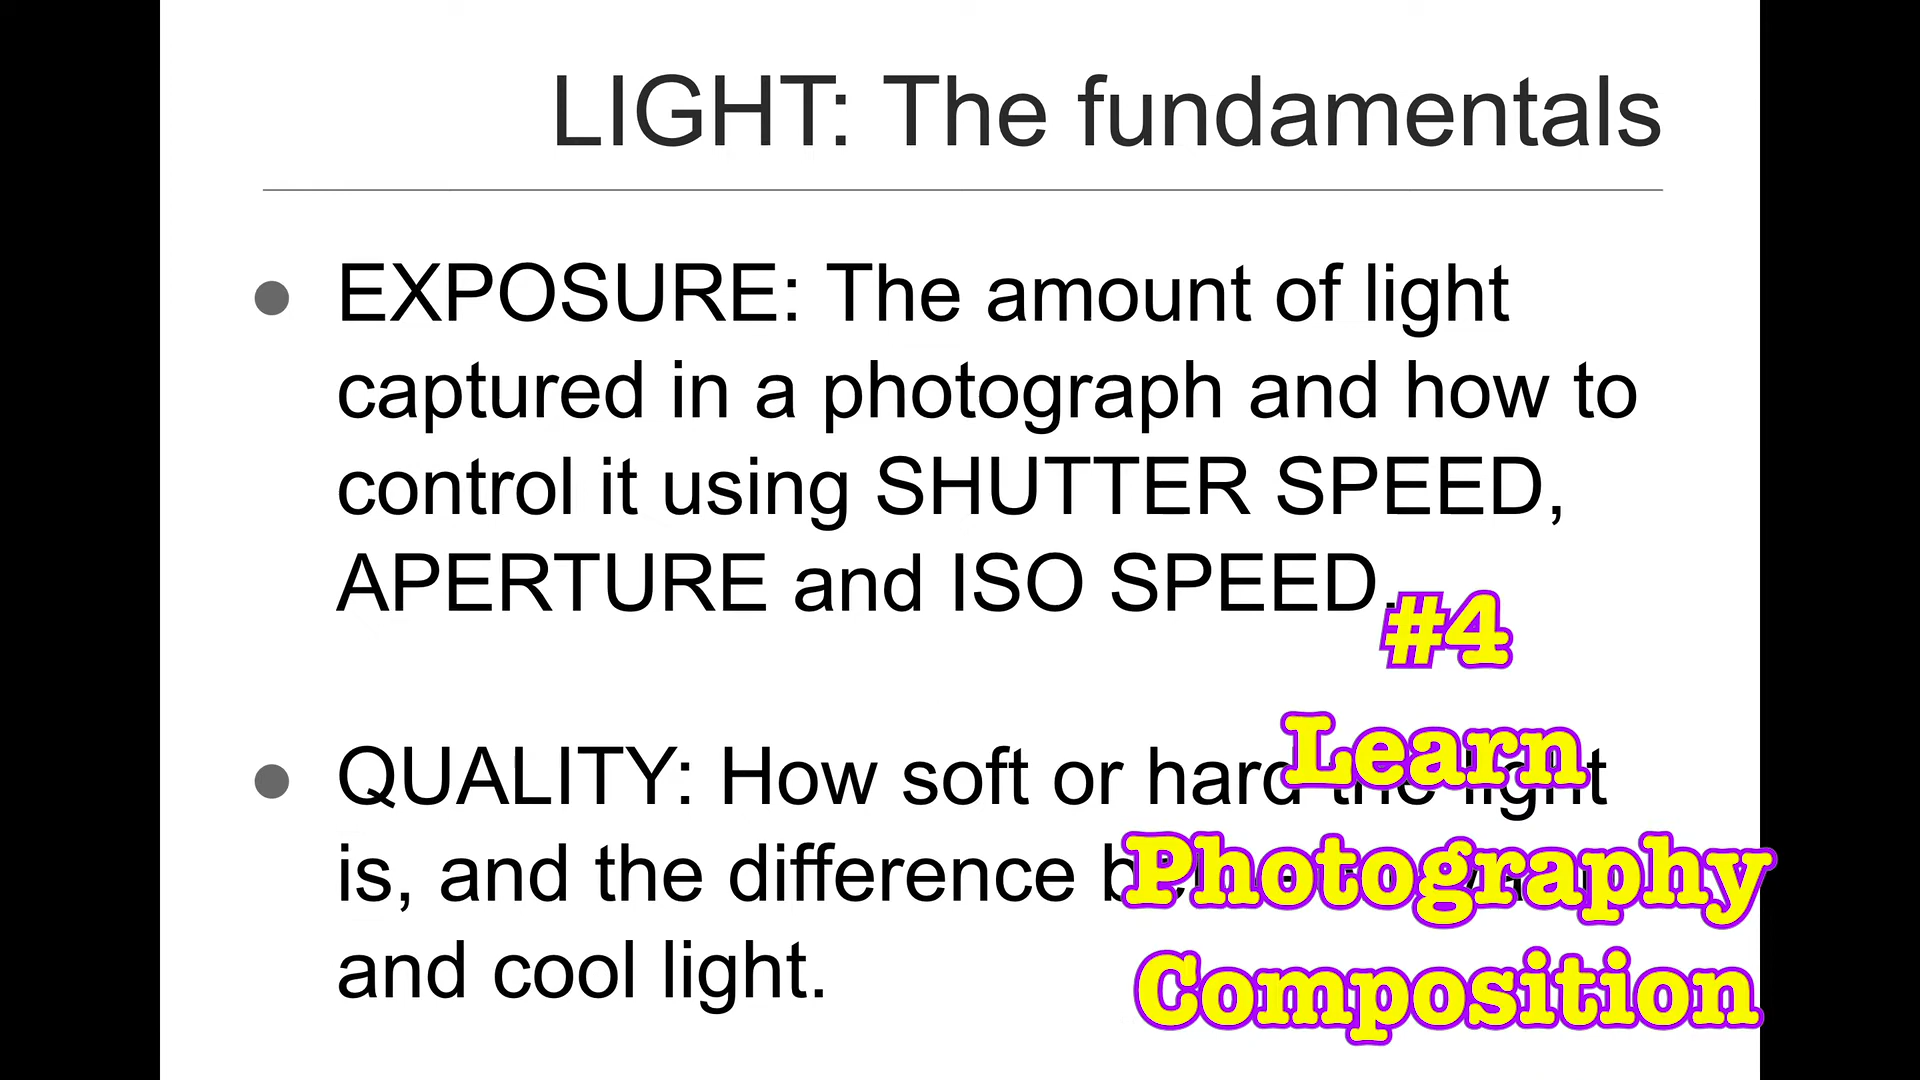 LIGHT: The fundamentals
● EXPOSURE: The amount of light
captured in a photograph and how to
control it using SHUTTER SPEED,
APERTURE and ISO SPEED.
● QUALITY: How soft or hard the light
is, and the difference
and cool light.
#4
Learn
Photography
Composition